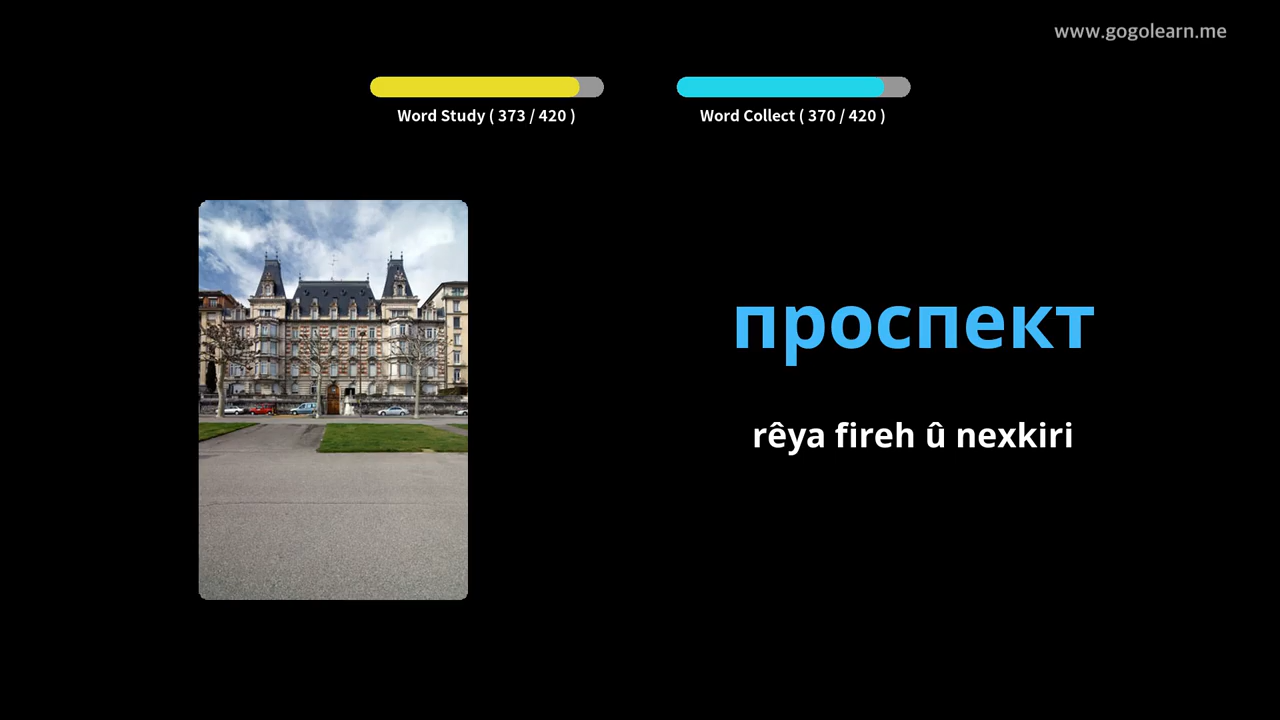 www.gogolearn.me
Word Study ( 373 / 420 )
Word Collect ( 370 / 420 )
проспект
rêya fireh û nexkiri